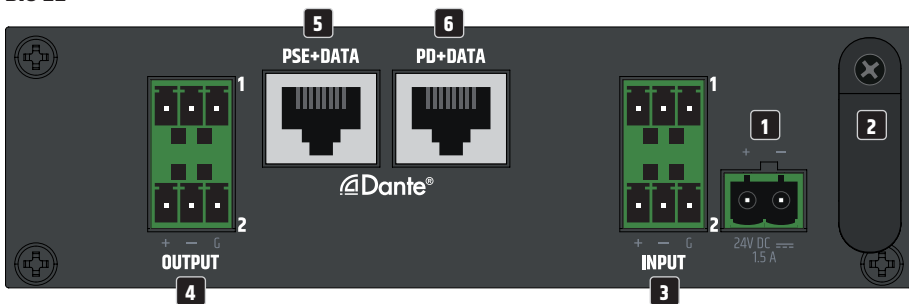 5 6
PSE+DATA PD+DATA
1 1
1 2
+ −
Dante®
2 2
+ − G + − G 24V DC
1.5 A
OUTPUT INPUT
4 3